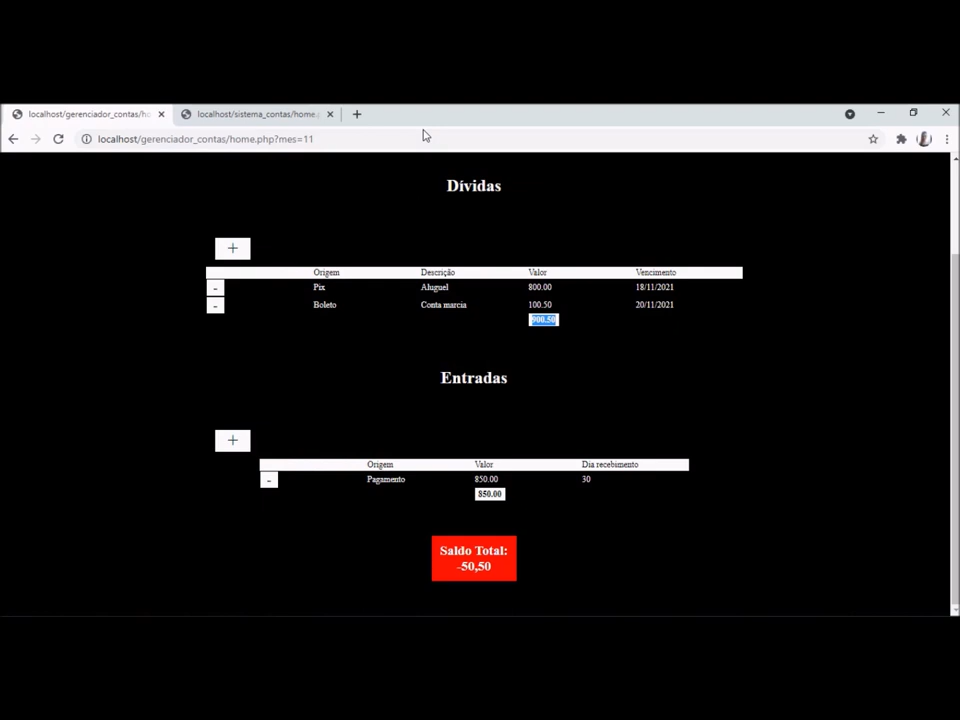 localhost/gerenciador_contas/ho localhost/sistema_contas/home.
localhost/gerenciador_contas/home.php?mes=11
Dívidas
+
Origem Descrição Valor Vencimento
- Pix Aluguel 800.00 18/11/2021
- Boleto Conta marcia 100.50 20/11/2021
900.50
Entradas
+
Origem Valor Dia recebimento
- Pagamento 850.00 30
850.00
Saldo Total:
-50,50